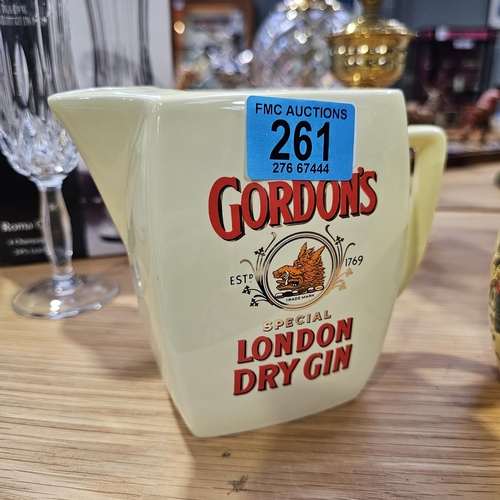 FMC AUCTIONS
261
276 67444
GORDON'S
ESTD 1769
TRADE MARK
SPECIAL
LONDON
DRY GIN